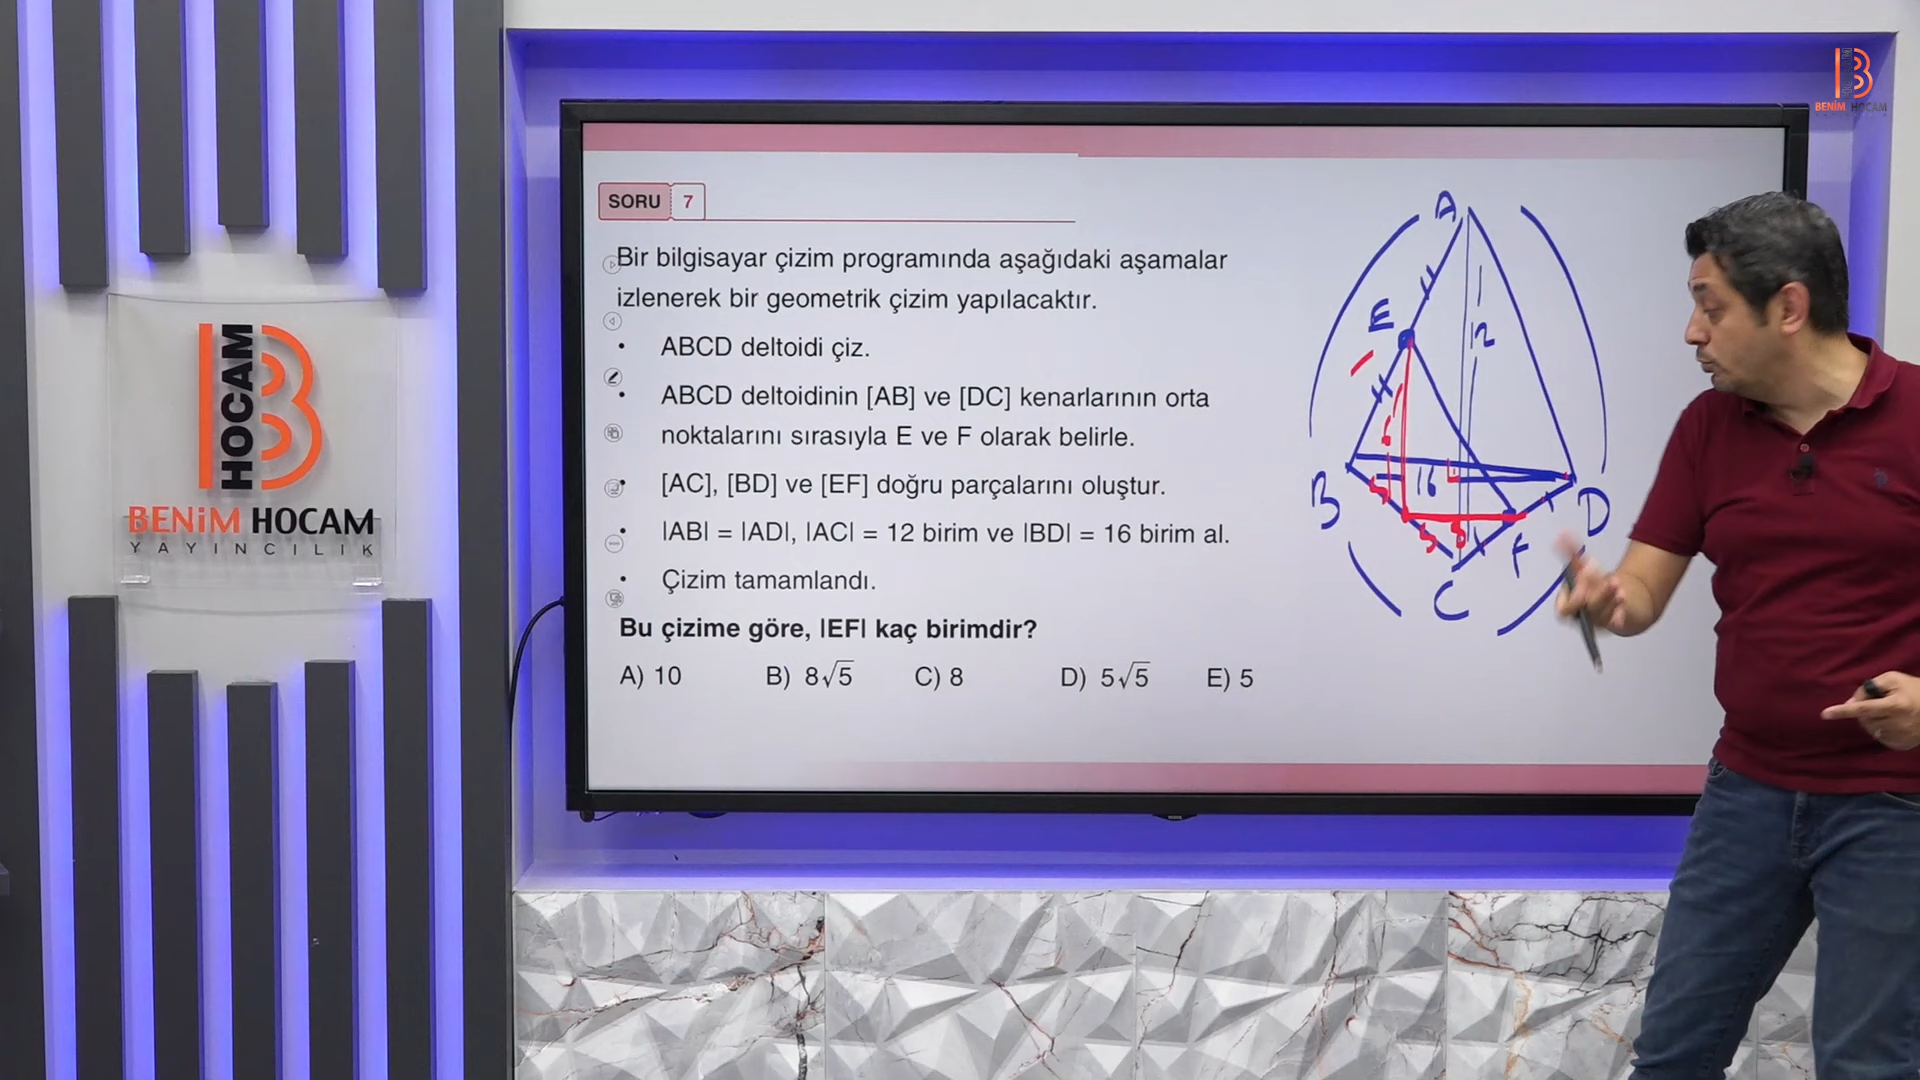 BENİM HOCAM
HOCAM
BENİM HOCAM
YAYINCILIK
SORU 7
Bir bilgisayar çizim programında aşağıdaki aşamalar
izlenerek bir geometrik çizim yapılacaktır.
• ABCD deltoidi çiz.
• ABCD deltoidinin [AB] ve [DC] kenarlarının orta
noktalarını sırasıyla E ve F olarak belirle.
• [AC], [BD] ve [EF] doğru parçalarını oluştur.
• |AB| = |AD|, |AC| = 12 birim ve |BD| = 16 birim al.
• Çizim tamamlandı.
Bu çizime göre, |EF| kaç birimdir?
A) 10 B) 8√5 C) 8 D) 5√5 E) 5
A
E
12
6
16
B
D
8
F
C